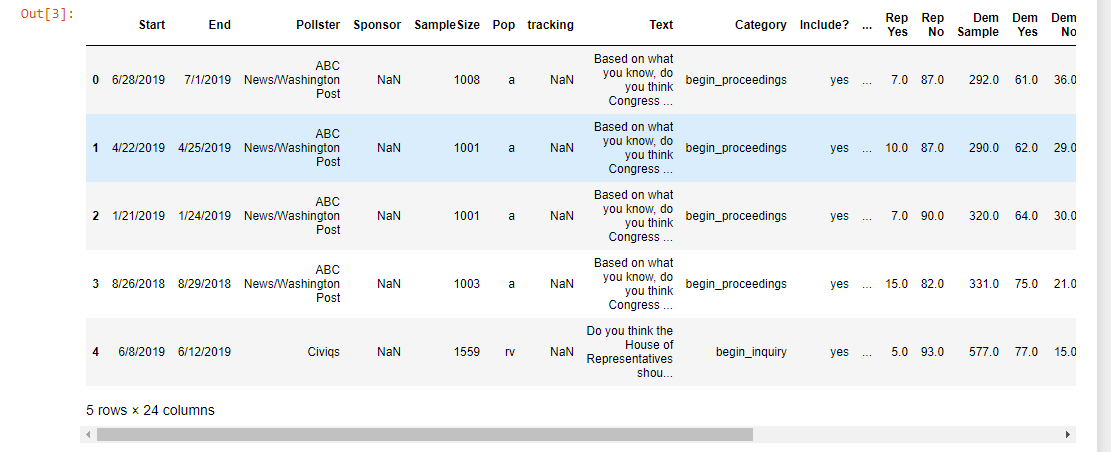 Out[3]:
Start End Pollster Sponsor SampleSize Pop tracking Text Category Include? ... Rep Yes Rep No Dem Sample Dem Yes Dem No
0 6/28/2019 7/1/2019 ABC News/Washington Post NaN 1008 a NaN Based on what you know, do you think Congress ... begin_proceedings yes ... 7.0 87.0 292.0 61.0 36.0
1 4/22/2019 4/25/2019 ABC News/Washington Post NaN 1001 a NaN Based on what you know, do you think Congress ... begin_proceedings yes ... 10.0 87.0 290.0 62.0 29.0
2 1/21/2019 1/24/2019 ABC News/Washington Post NaN 1001 a NaN Based on what you know, do you think Congress ... begin_proceedings yes ... 7.0 90.0 320.0 64.0 30.0
3 8/26/2018 8/29/2018 ABC News/Washington Post NaN 1003 a NaN Based on what you know, do you think Congress ... begin_proceedings yes ... 15.0 82.0 331.0 75.0 21.0
4 6/8/2019 6/12/2019 Civiqs NaN 1559 rv NaN Do you think the House of Representatives shou... begin_inquiry yes ... 5.0 93.0 577.0 77.0 15.0
5 rows × 24 columns